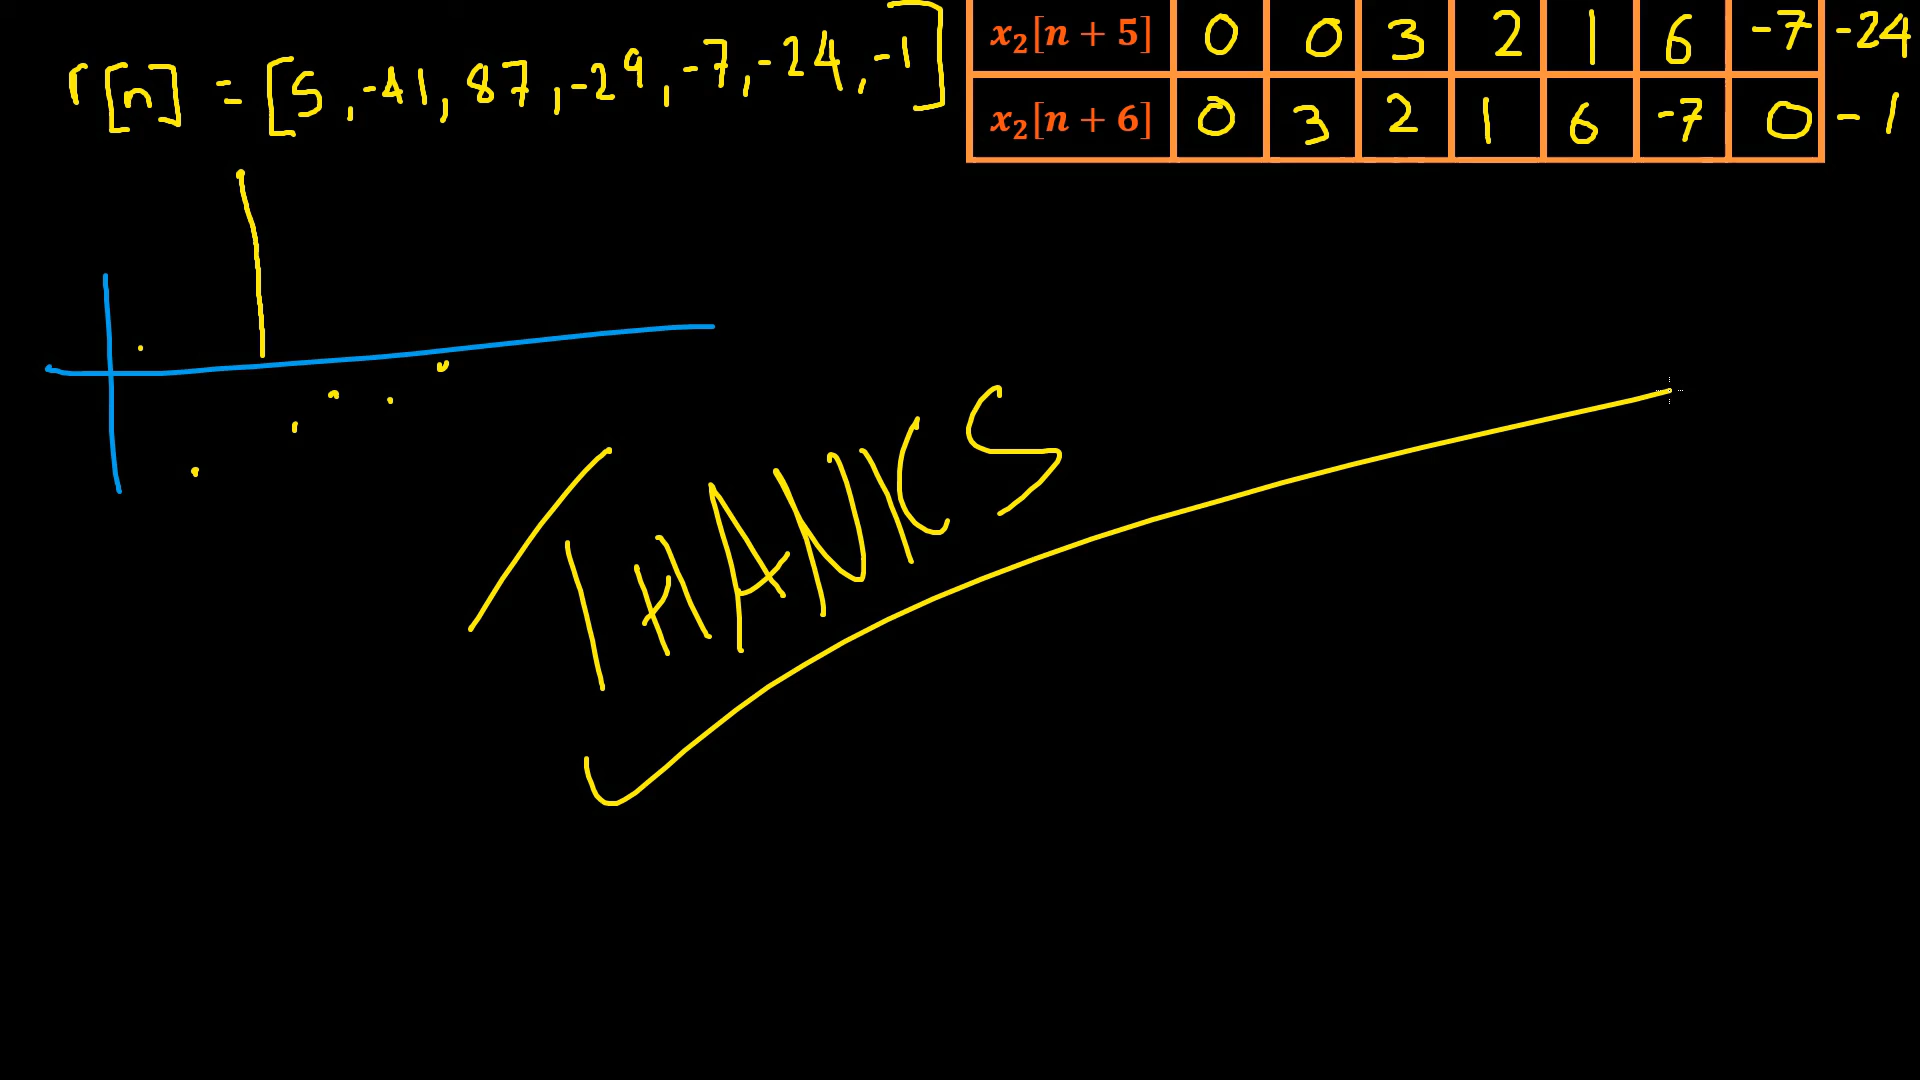 r[n] = [5, -41, 87, -29, -7, -24, -1]
x₂[n + 5] 0 0 3 2 1 6 -7 -24
x₂[n + 6] 0 3 2 1 6 -7 0 -1
THANKS